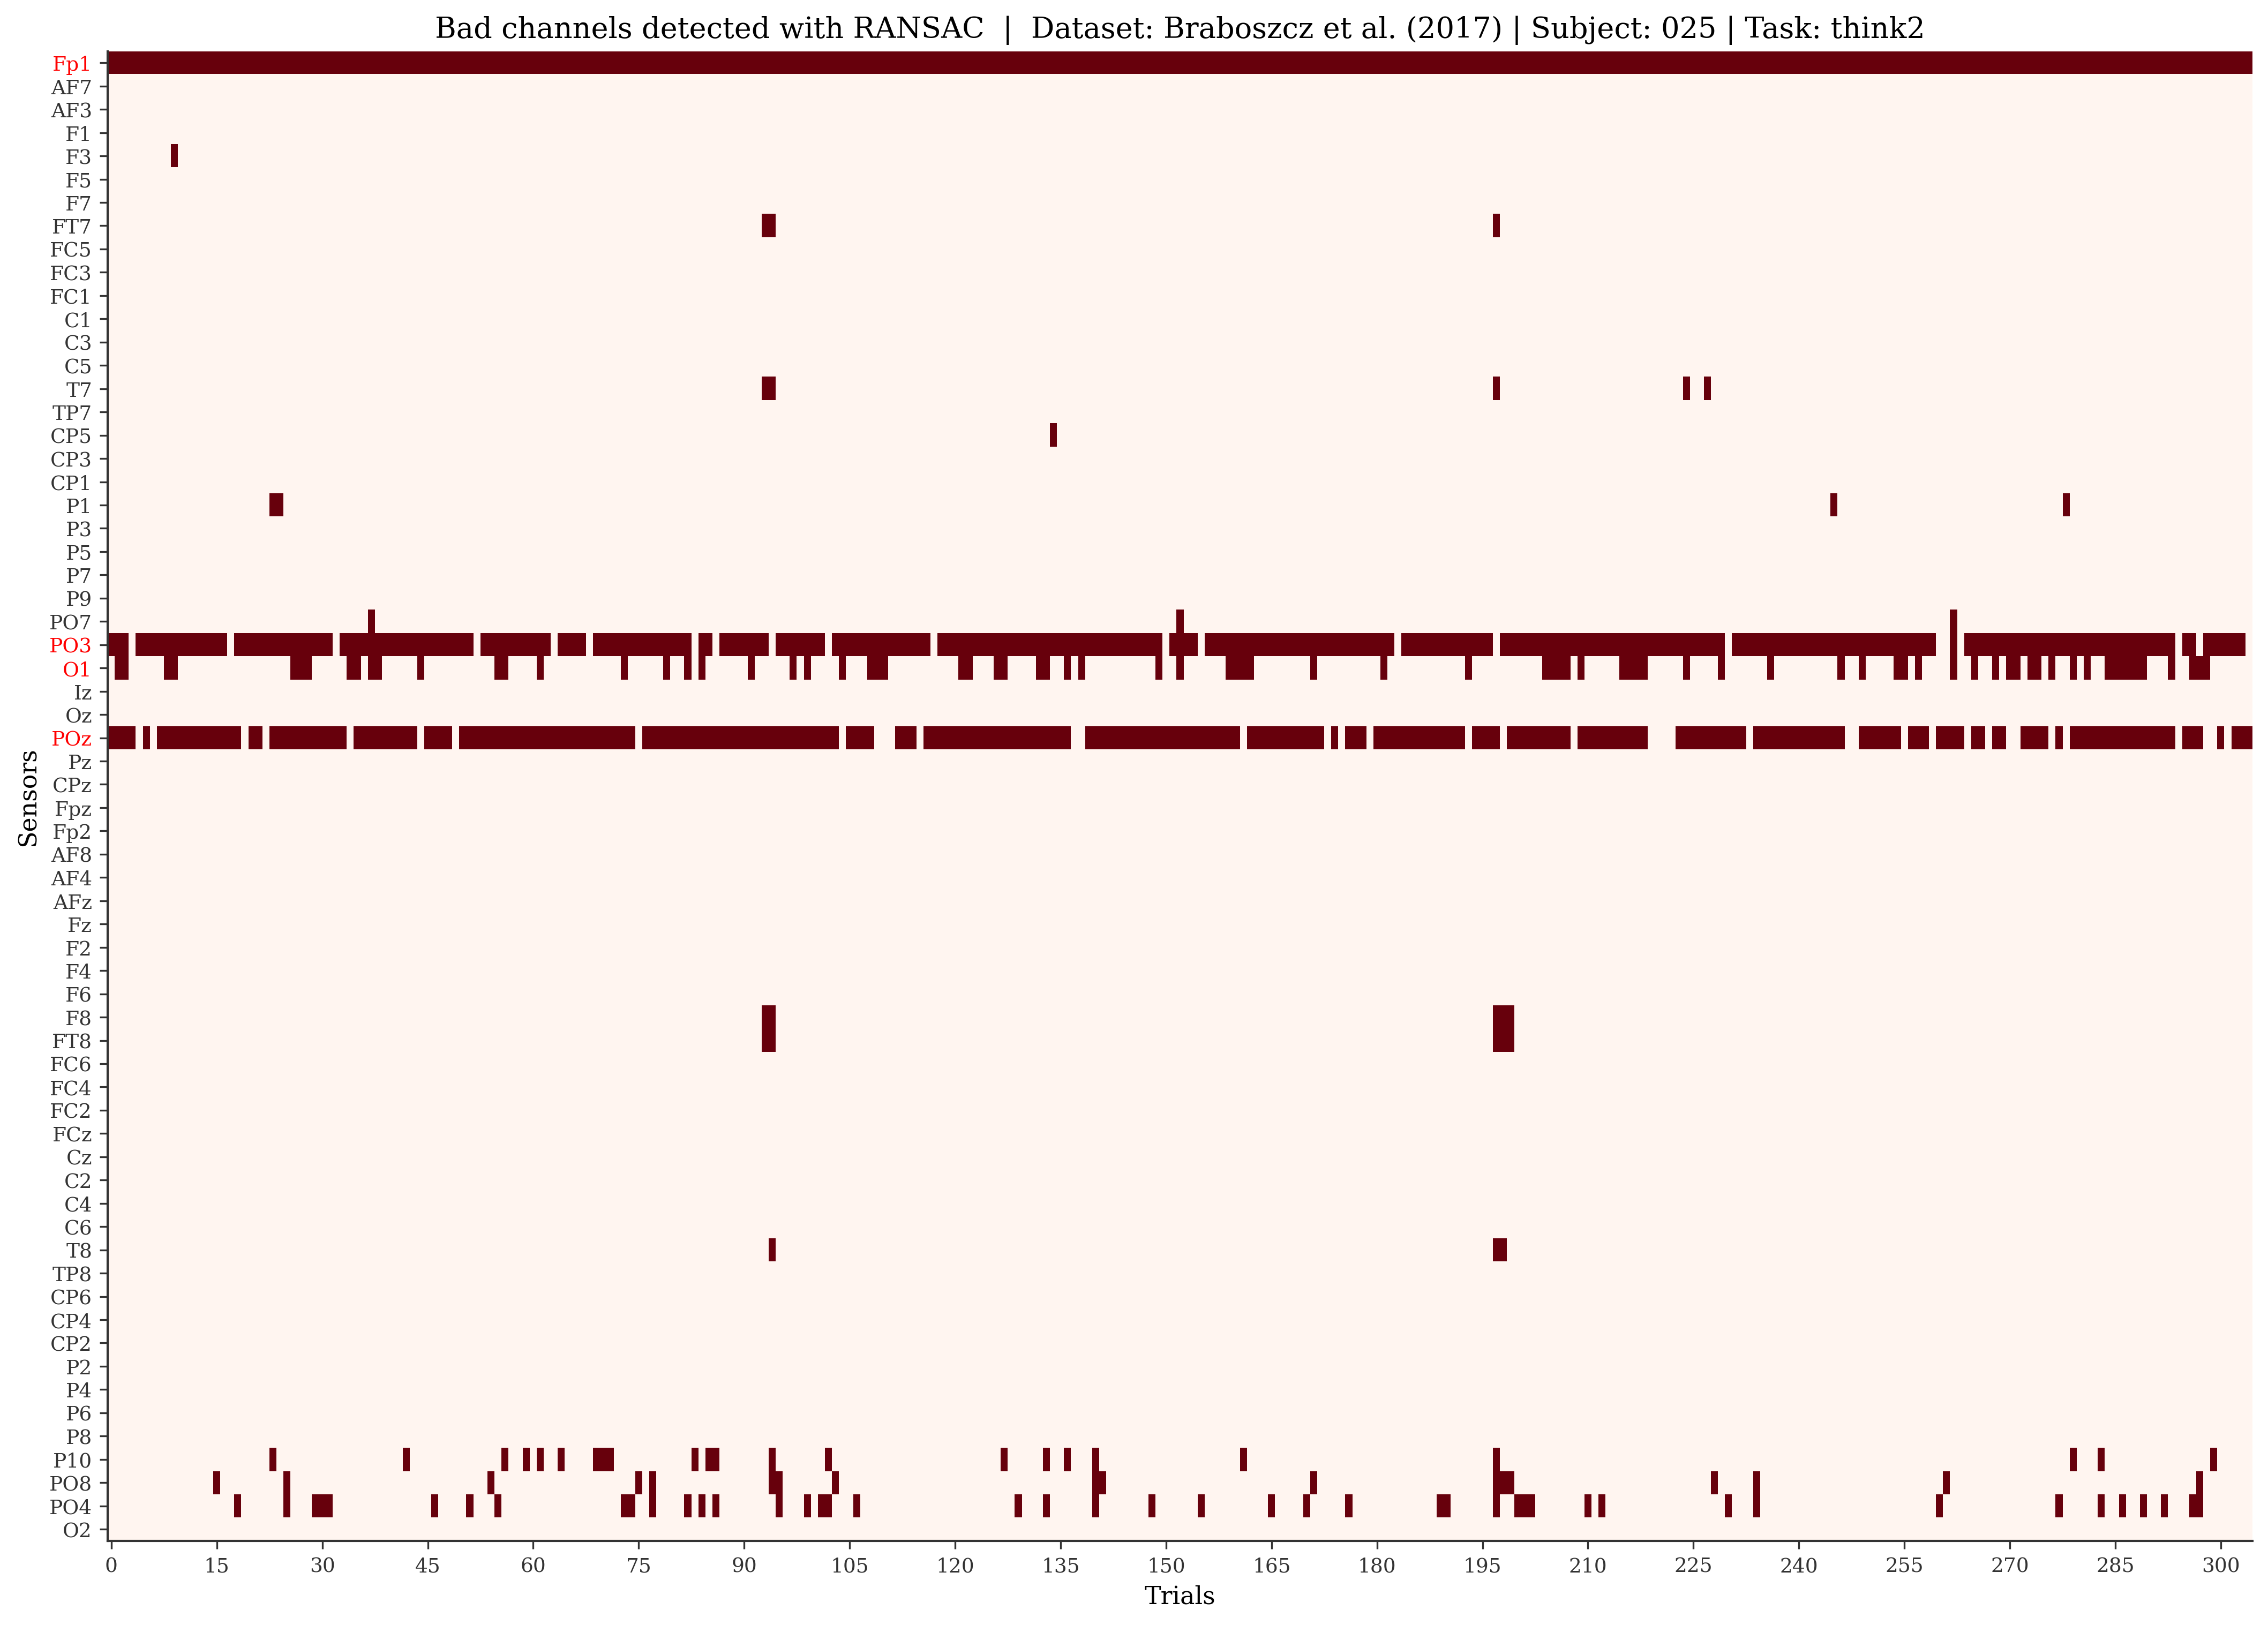 Bad channels detected with RANSAC | Dataset: Braboszcz et al. (2017) | Subject: 025 | Task: think2
Fp1
AF7
AF3
F1
F3
F5
F7
FT7
FC5
FC3
FC1
C1
C3
C5
T7
TP7
CP5
CP3
CP1
P1
P3
P5
P7
P9
PO7
PO3
O1
Iz
Oz
POz
Pz
CPz
Fpz
Fp2
AF8
AF4
AFz
Fz
F2
F4
F6
F8
FT8
FC6
FC4
FC2
FCz
Cz
C2
C4
C6
T8
TP8
CP6
CP4
CP2
P2
P4
P6
P8
P10
PO8
PO4
O2
Sensors
0 15 30 45 60 75 90 105 120 135 150 165 180 195 210 225 240 255 270 285 300
Trials